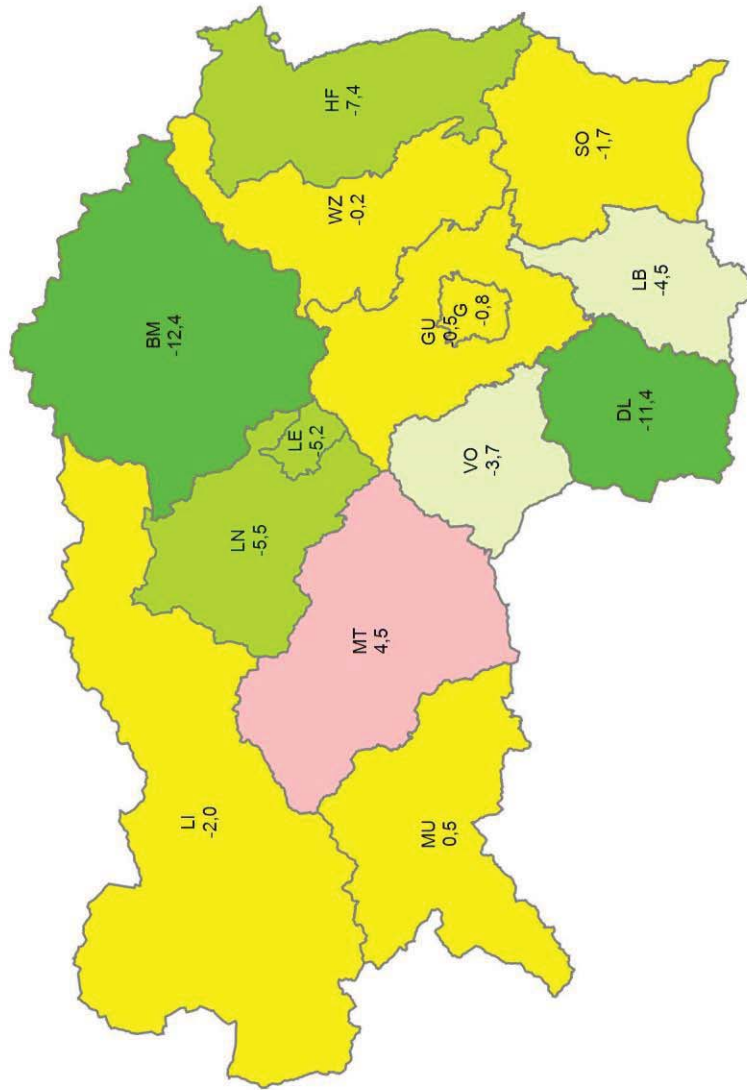 BM
-12,4
LI
-2,0
LN
-5,5
LE
-5,2
MT
4,5
WZ
-0,2
HF
-7,4
MU
0,5
GU
-0,5
G
-0,8
VO
-3,7
SO
-1,7
DL
-11,4
LB
-4,5